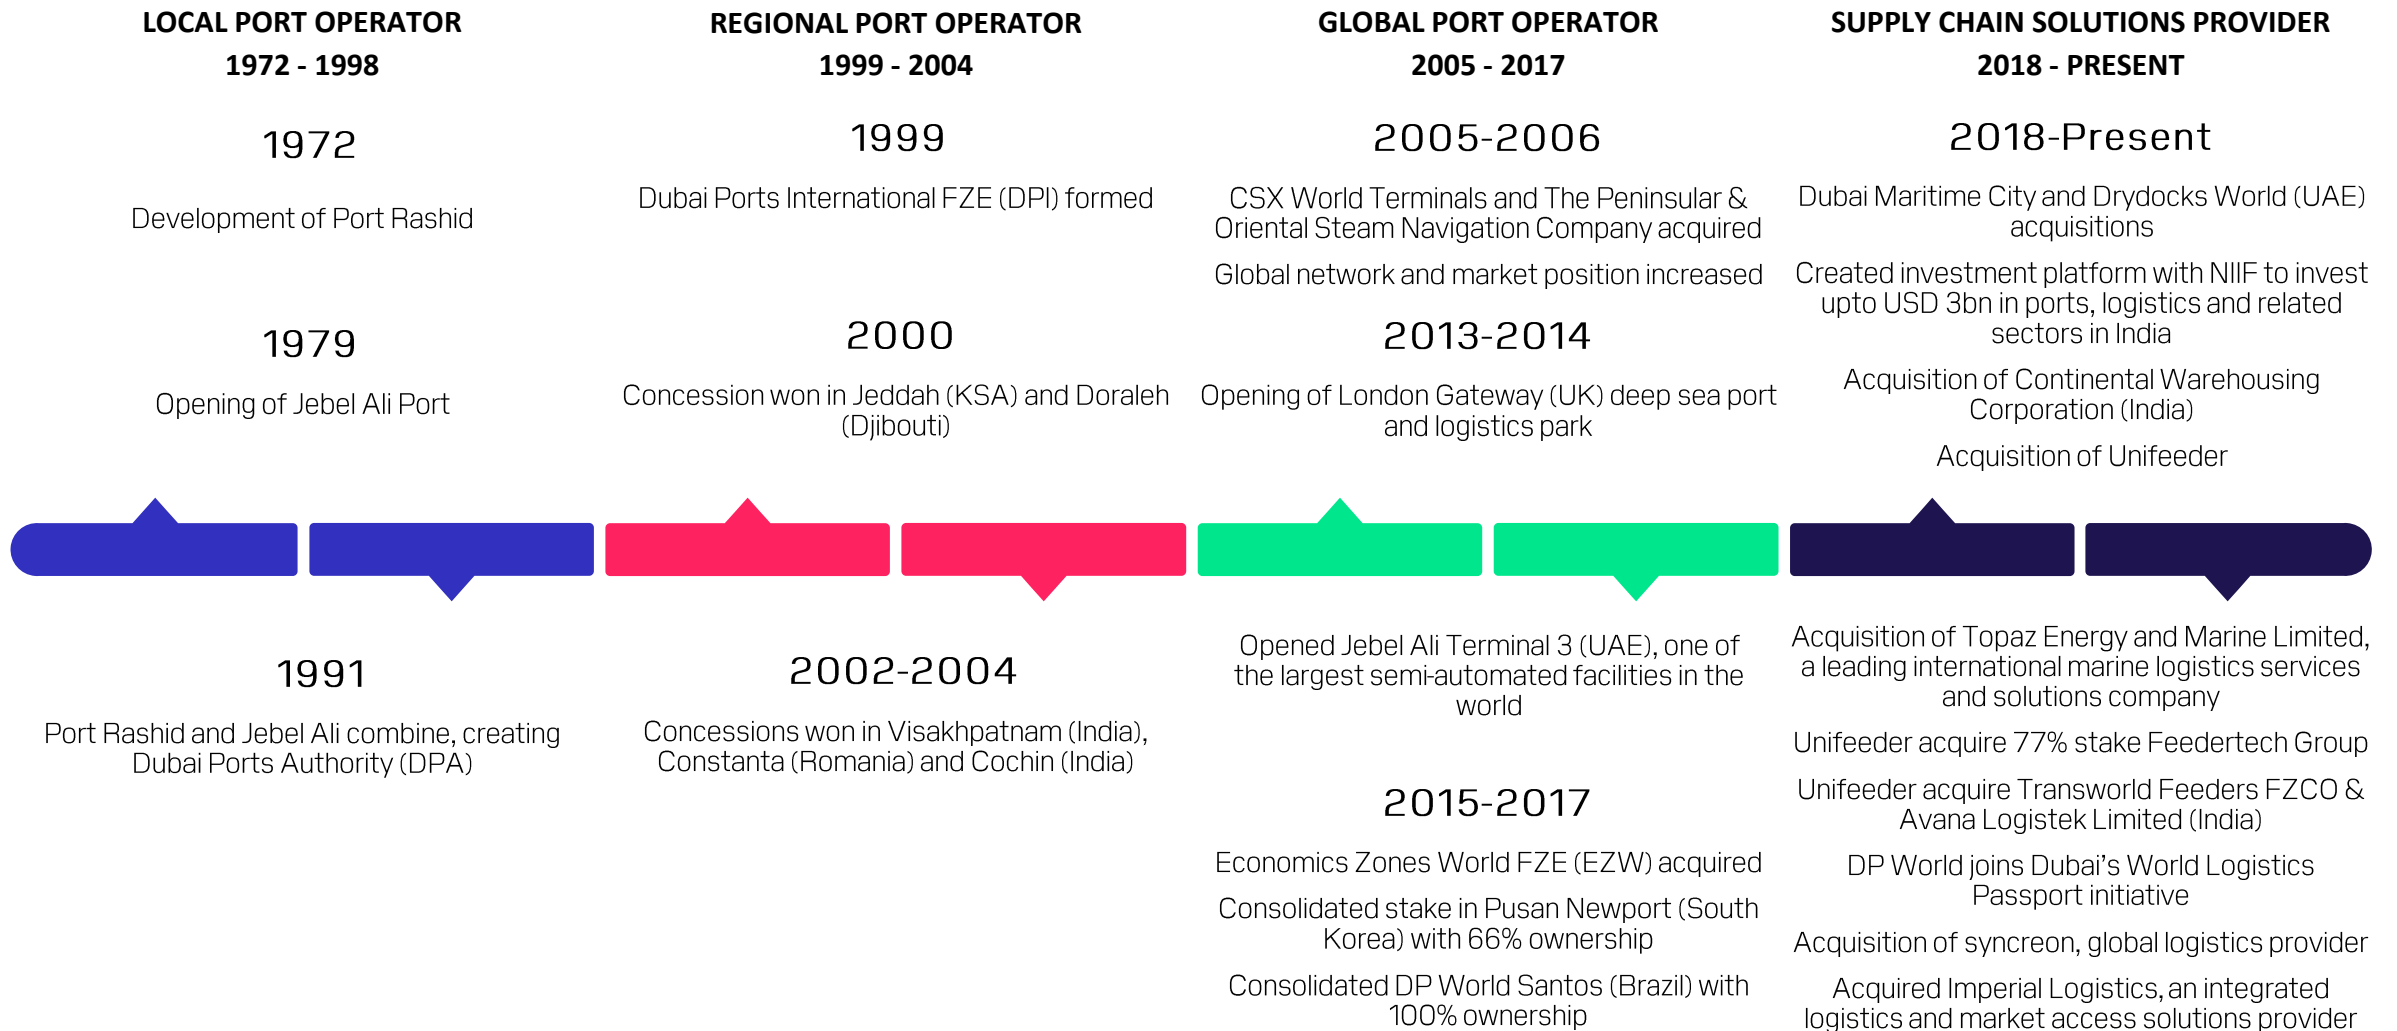 LOCAL PORT OPERATOR
1972 - 1998
1972
Development of Port Rashid
1979
Opening of Jebel Ali Port
1991
Port Rashid and Jebel Ali combine, creating
Dubai Ports Authority (DPA)
REGIONAL PORT OPERATOR
1999 - 2004
1999
Dubai Ports International FZE (DPI) formed
2000
Concession won in Jeddah (KSA) and Doraleh
(Djibouti)
2002-2004
Concessions won in Visakhpatnam (India),
Constanta (Romania) and Cochin (India)
GLOBAL PORT OPERATOR
2005 - 2017
2005-2006
CSX World Terminals and The Peninsular &
Oriental Steam Navigation Company acquired
Global network and market position increased
2013-2014
Opening of London Gateway (UK) deep sea port
and logistics park
Opened Jebel Ali Terminal 3 (UAE), one of
the largest semi-automated facilities in the
world
2015-2017
Economics Zones World FZE (EZW) acquired
Consolidated stake in Pusan Newport (South
Korea) with 66% ownership
Consolidated DP World Santos (Brazil) with
100% ownership
SUPPLY CHAIN SOLUTIONS PROVIDER
2018 - PRESENT
2018-Present
Dubai Maritime City and Drydocks World (UAE)
acquisitions
Created investment platform with NIIF to invest
upto USD 3bn in ports, logistics and related
sectors in India
Acquisition of Continental Warehousing
Corporation (India)
Acquisition of Unifeeder
Acquisition of Topaz Energy and Marine Limited,
a leading international marine logistics services
and solutions company
Unifeeder acquire 77% stake Feedertech Group
Unifeeder acquire Transworld Feeders FZCO &
Avana Logistek Limited (India)
DP World joins Dubai’s World Logistics
Passport initiative
Acquisition of syncreon, global logistics provider
Acquired Imperial Logistics, an integrated
logistics and market access solutions provider